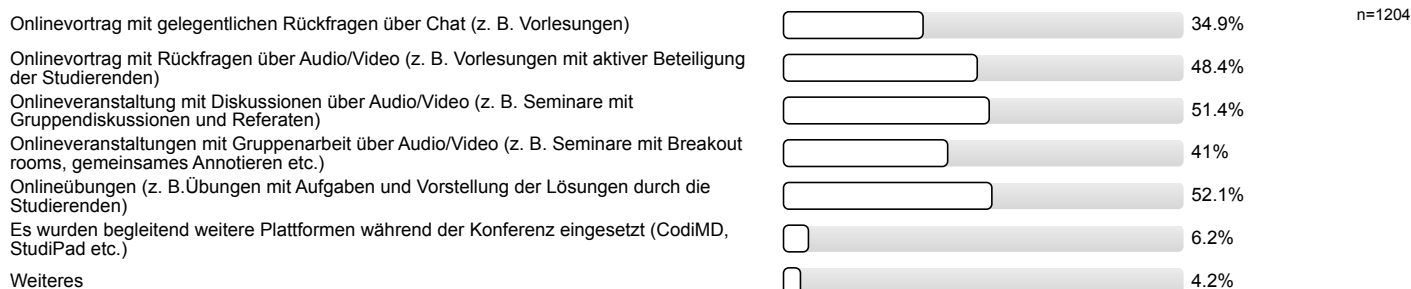 Onlinevortrag mit gelegentlichen Rückfragen über Chat (z. B. Vorlesungen)
34.9%
n=1204
Onlinevortrag mit Rückfragen über Audio/Video (z. B. Vorlesungen mit aktiver Beteiligung
der Studierenden)
48.4%
Onlineveranstaltung mit Diskussionen über Audio/Video (z. B. Seminare mit
Gruppendiskussionen und Referaten)
51.4%
Onlineveranstaltungen mit Gruppenarbeit über Audio/Video (z. B. Seminare mit Breakout
rooms, gemeinsames Annotieren etc.)
41%
Onlineübungen (z. B.Übungen mit Aufgaben und Vorstellung der Lösungen durch die
Studierenden)
52.1%
Es wurden begleitend weitere Plattformen während der Konferenz eingesetzt (CodiMD,
StudiPad etc.)
6.2%
Weiteres
4.2%